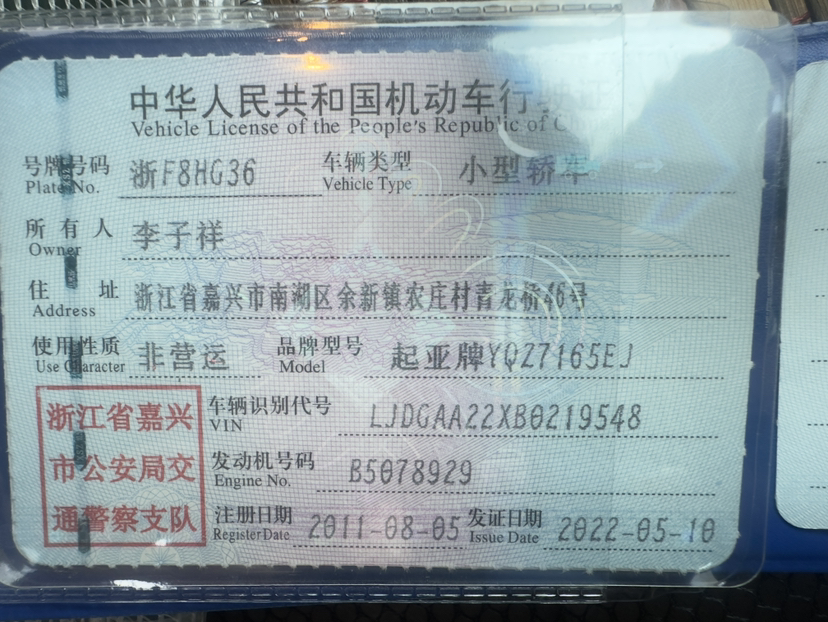 中华人民共和国机动车行驶证
Vehicle License of the People's Republic of C
号牌号码 浙F8HG36 车辆类型 小型轿车
Plate No. Vehicle Type
所有人 李子祥
Owner
住址 浙江省嘉兴市南湖区余新镇农庄村青龙桥46号
Address
使用性质 非营运 品牌型号 起亚牌YQZ7165EJ
Use Character Model
浙江省嘉兴
市公安局交
通警察支队
车辆识别代号 LJDGAA22XB0219548
VIN
发动机号码 B5078929
Engine No.
注册日期 2011-08-05 发证日期 2022-05-10
Register Date Issue Date